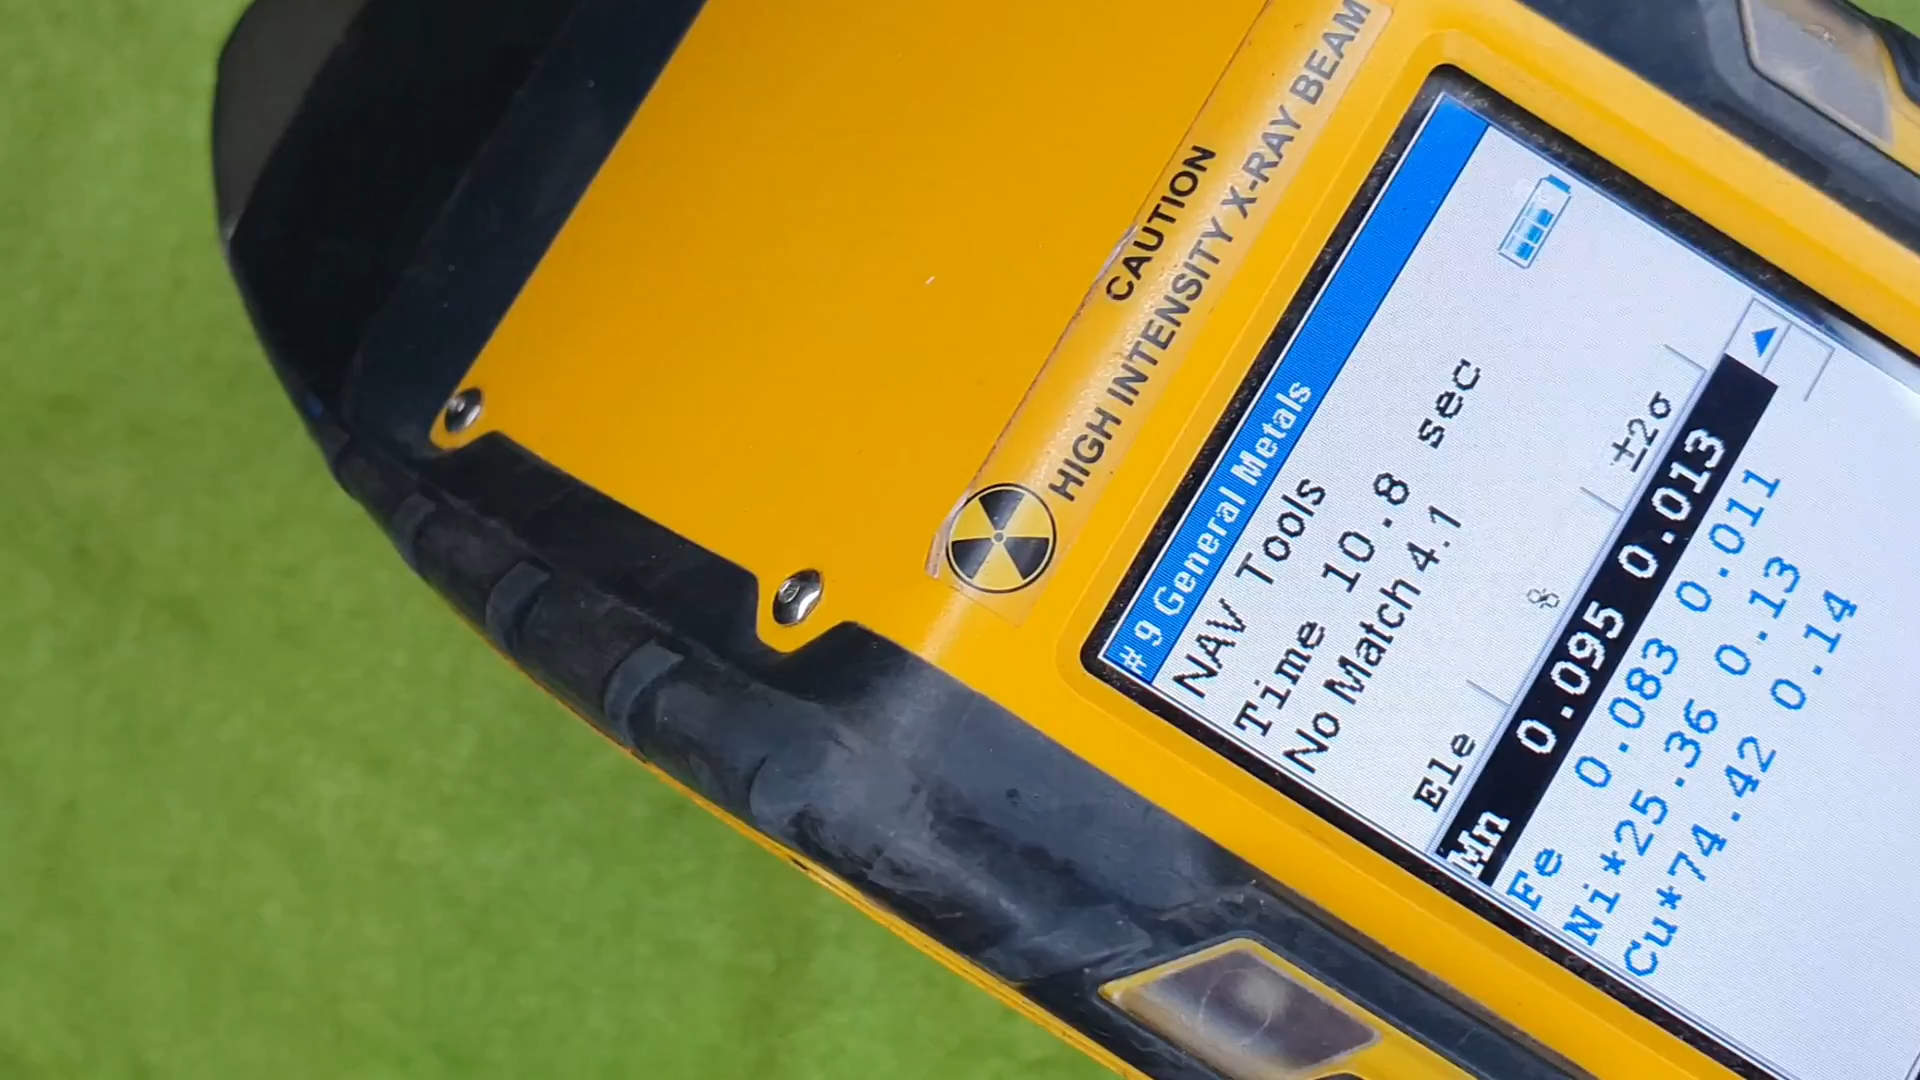 CAUTION
HIGH INTENSITY X-RAY BEAM
# 9 General Metals
NAV Tools
Time 10.8 sec
No Match 4.1
Ele % ±2σ
Mn 0.095 0.013
Fe 0.083 0.011
Ni*25.36 0.13
Cu*74.42 0.14